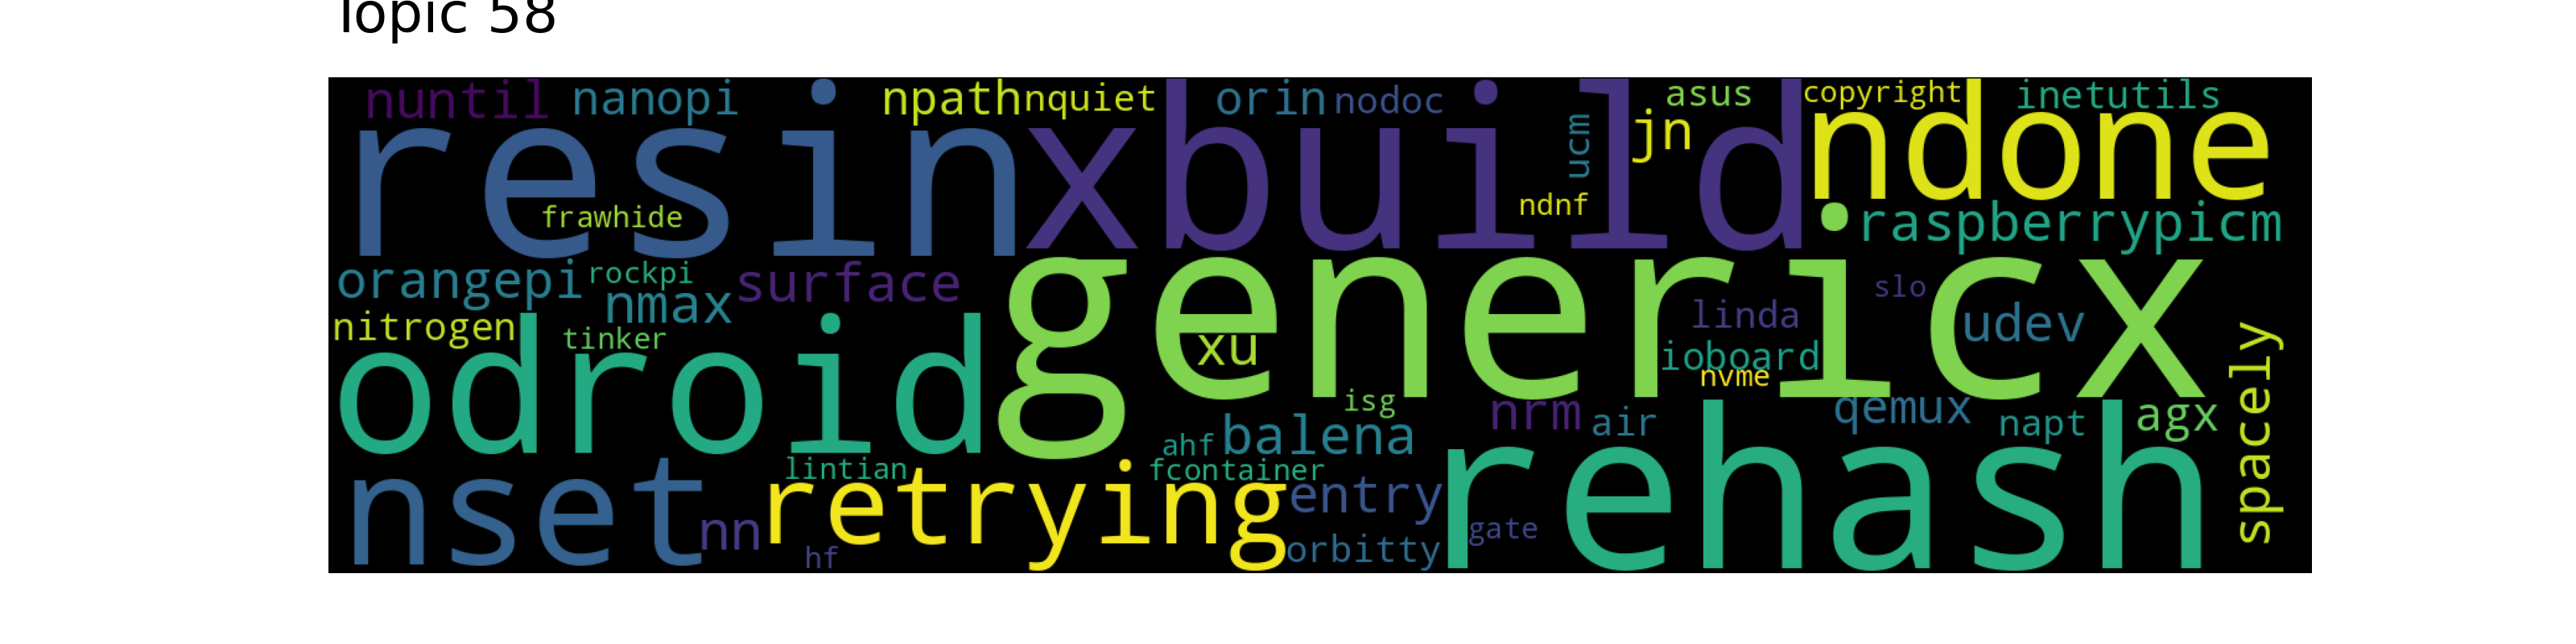 Topic 58
nuntil nanopi npath nquiet orin nodoc asus copyright inetutils
resin xbuild ucm jn ndone
frawhide ndnf raspberrypicm
orangepi rockpi nmax surface genericx linda slo udev
nitrogen tinker xu ioboard nvme spacely
odroid isg nrm air qemux napt agx
ahf balena rehash
nset nn lintian retrying fcontainer entry gate
hf orbitty